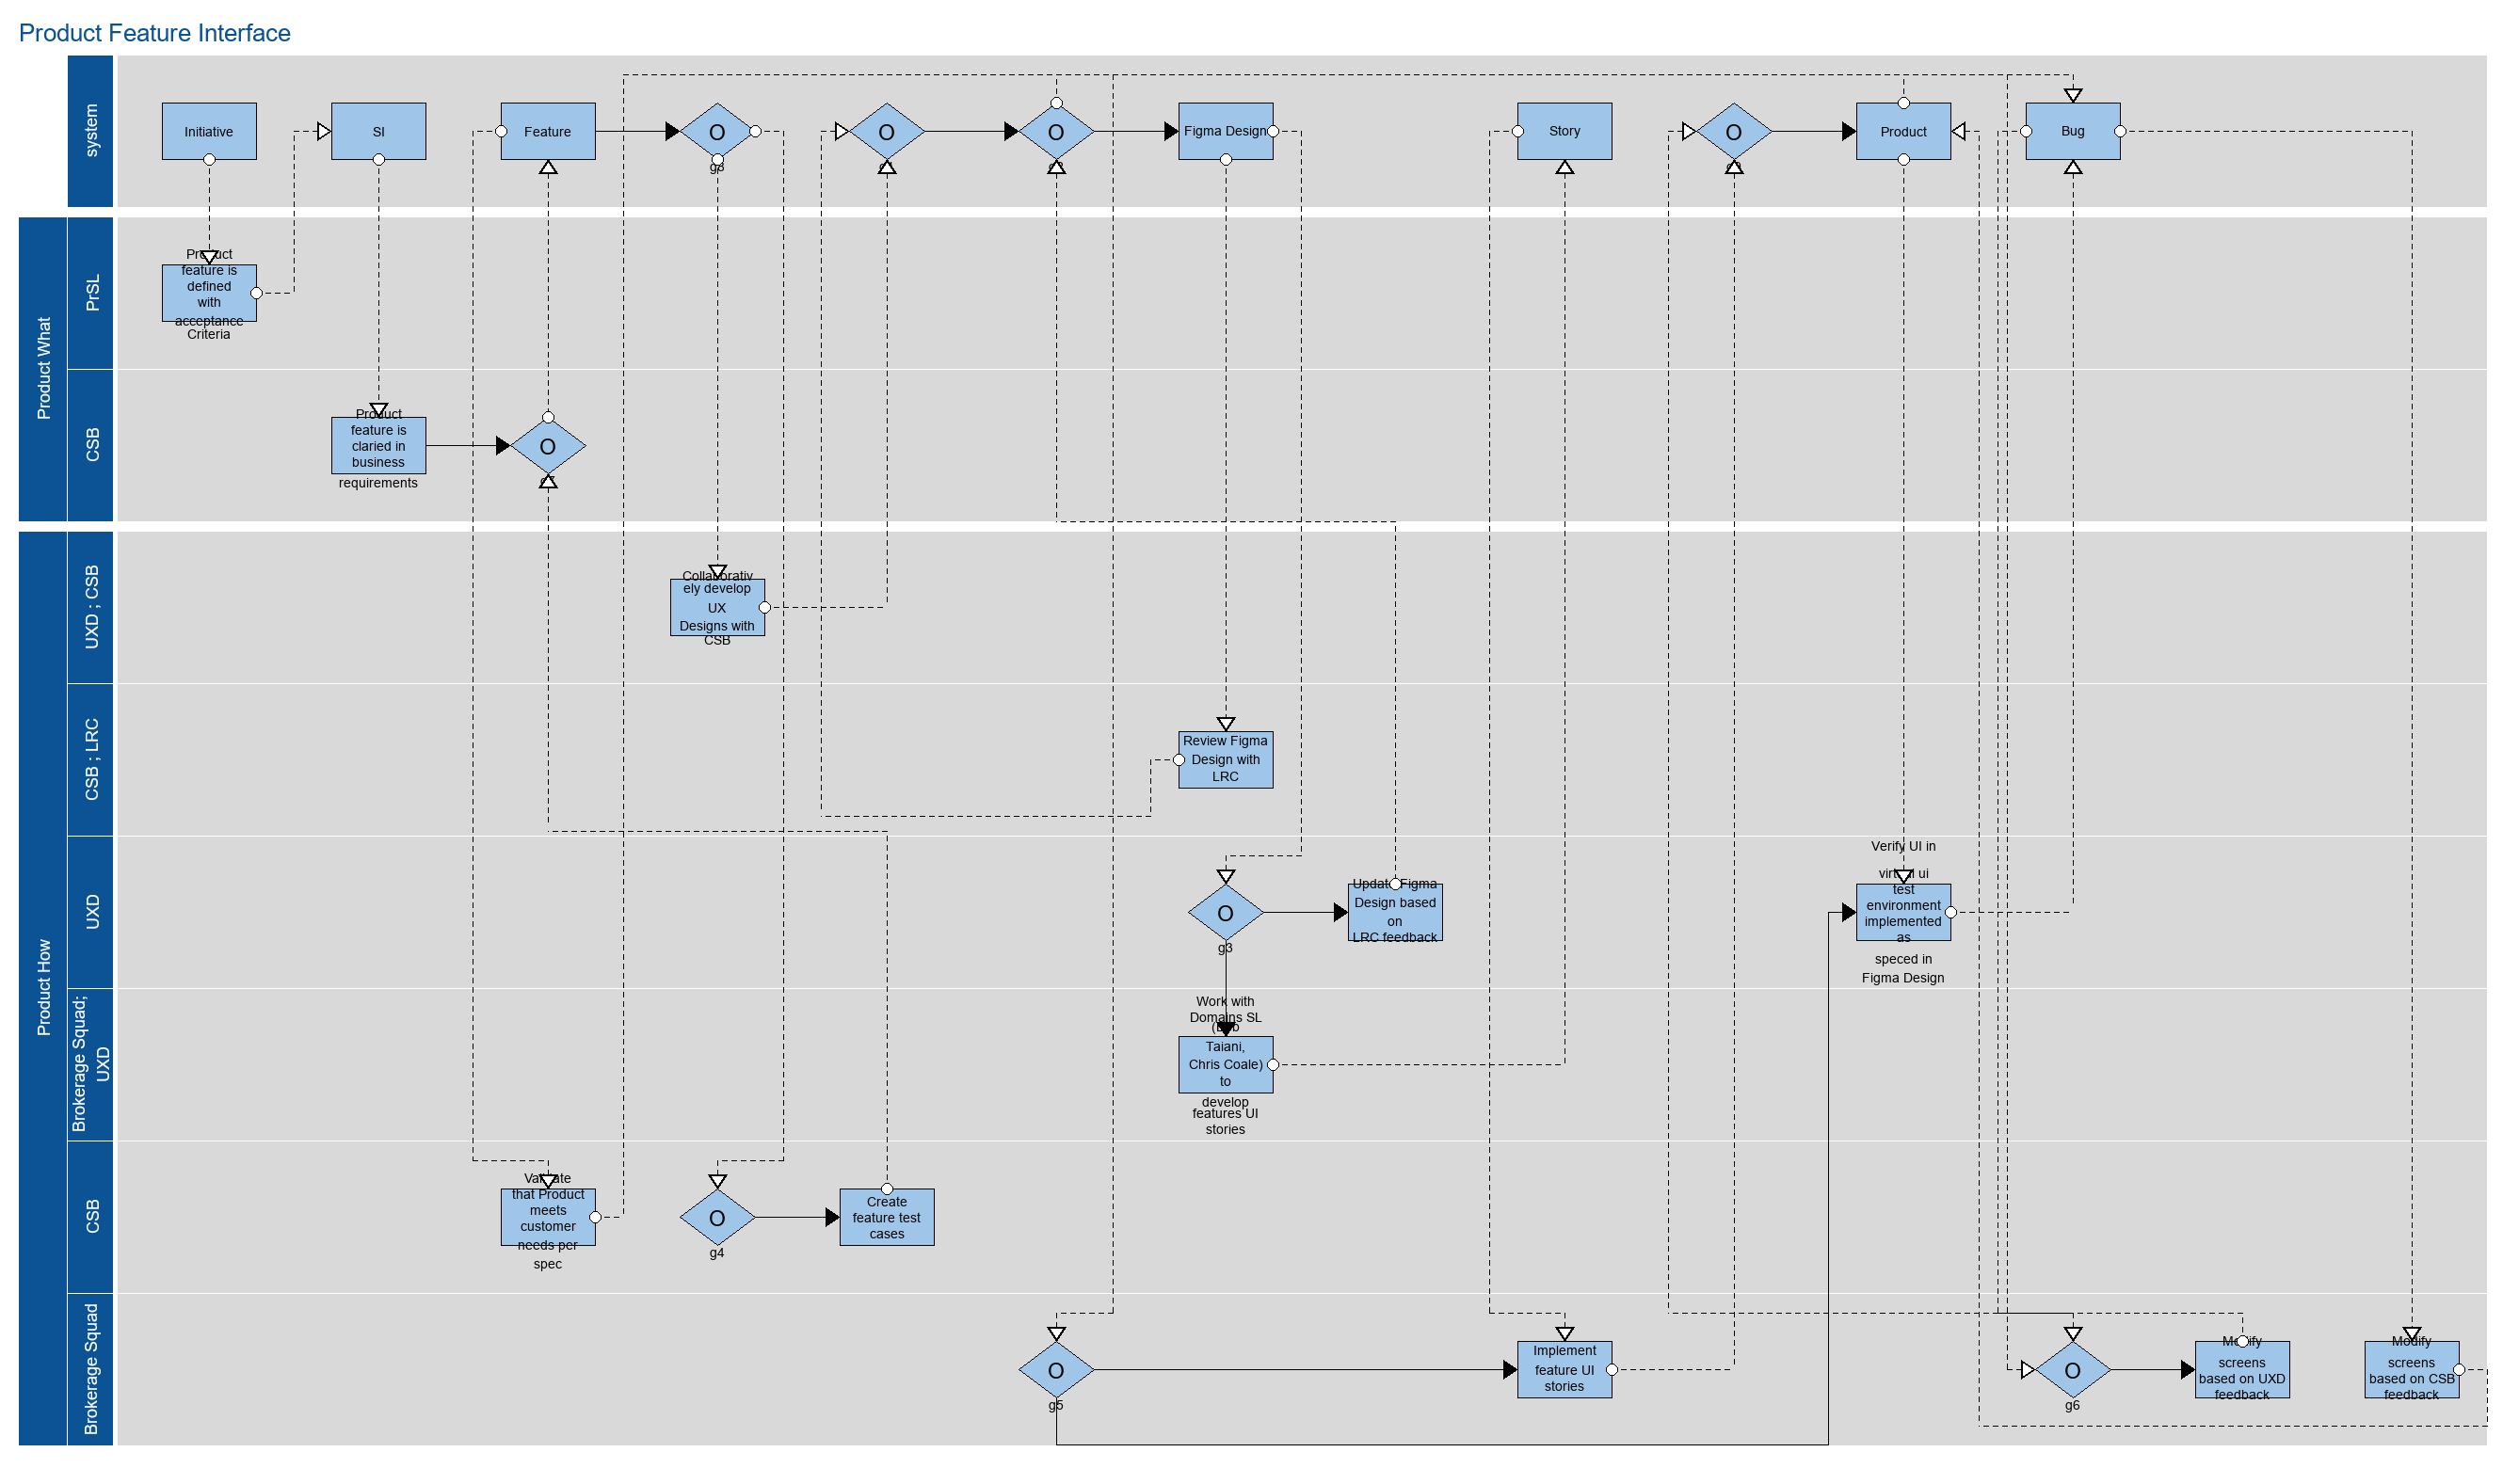 Product Feature Interface
system
Initiative
SI
Feature
O
g8
O
O
Figma Design
Story
O
Product
Bug
Product What
PrSL
Product
feature is
defined
with
acceptance
Criteria
CSB
Product
feature is
claried in
business
requirements
O
Product How
UXD ; CSB
Collaborativ
ely develop
UX
Designs with
CSB
CSB ; LRC
Review Figma
Design with
LRC
UXD
O
g3
Update Figma
Design based
on
LRC feedback
Verify UI in
virtual ui
test
environment
implemented
as
speced in
Figma Design
Brokerage Squad;
UXD
Work with
Domains SL
(Bob
Taiani,
Chris Coale)
to
develop
features UI
stories
CSB
Validate
that Product
meets
customer
needs per
spec
O
g4
Create
feature test
cases
Brokerage Squad
O
g5
Implement
feature UI
stories
O
g6
Modify
screens
based on UXD
feedback
Modify
screens
based on CSB
feedback